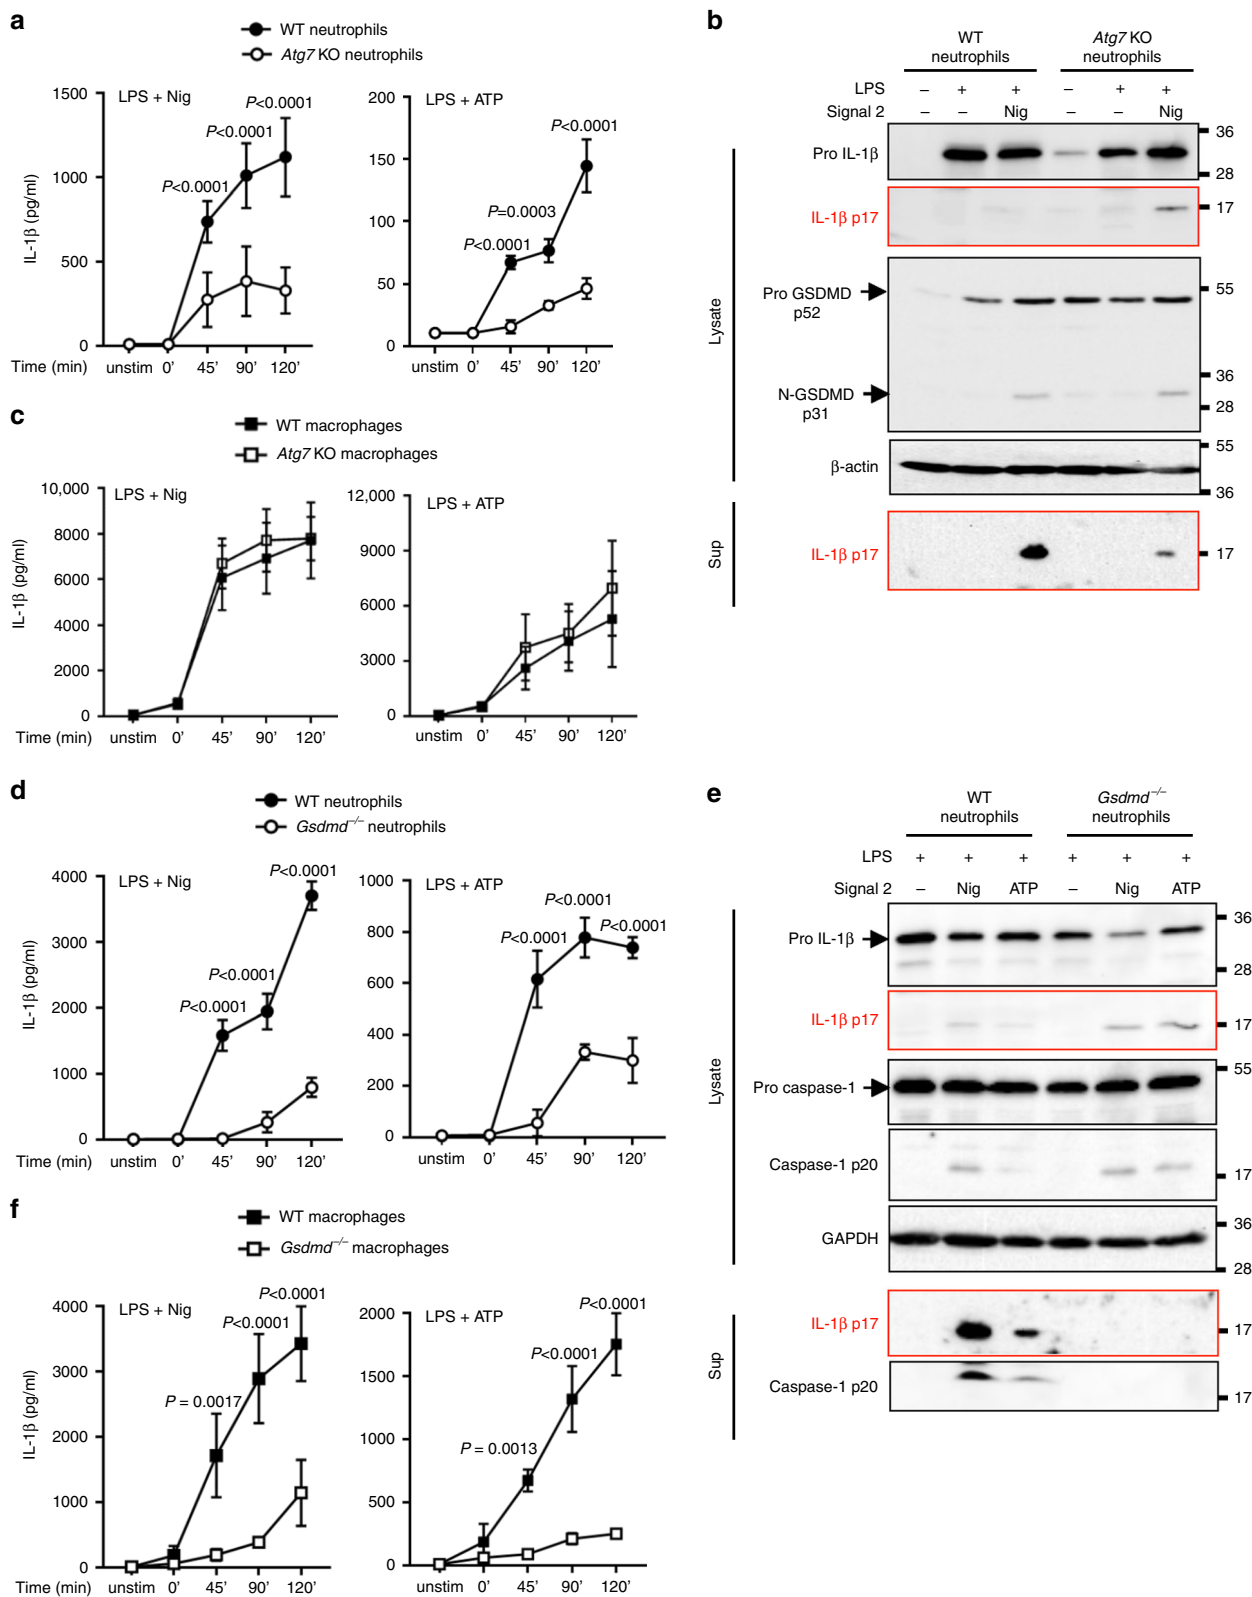 a
WT neutrophils
Atg7 KO neutrophils
LPS + Nig
P<0.0001
P<0.0001
P<0.0001
IL-1β (pg/ml)
1500
1000
500
0
Time (min)
unstim 0' 45' 90' 120'
LPS + ATP
P<0.0001
P=0.0003
P<0.0001
200
150
100
50
0
unstim 0' 45' 90' 120'
b
WT neutrophils
Atg7 KO neutrophils
LPS – + + – + +
Signal 2 – – Nig – – Nig
Pro IL-1β
36
28
IL-1β p17
17
Pro GSDMD p52
55
N-GSDMD p31
36
28
β-actin
55
36
Lysate
IL-1β p17
17
Sup
c
WT macrophages
Atg7 KO macrophages
LPS + Nig
IL-1β (pg/ml)
10,000
8000
6000
4000
2000
0
Time (min)
unstim 0' 45' 90' 120'
LPS + ATP
12,000
9000
6000
3000
0
unstim 0' 45' 90' 120'
d
WT neutrophils
Gsdmd–/– neutrophils
LPS + Nig
P<0.0001
P<0.0001
P<0.0001
IL-1β (pg/ml)
4000
3000
2000
1000
0
Time (min)
unstim 0' 45' 90' 120'
LPS + ATP
P<0.0001
P<0.0001
P<0.0001
1000
800
600
400
200
0
unstim 0' 45' 90' 120'
e
WT neutrophils
Gsdmd–/– neutrophils
LPS + + + + + +
Signal 2 – Nig ATP – Nig ATP
Pro IL-1β
36
28
IL-1β p17
17
Pro caspase-1
55
Caspase-1 p20
17
GAPDH
36
28
Lysate
IL-1β p17
17
Caspase-1 p20
17
Sup
f
WT macrophages
Gsdmd–/– macrophages
LPS + Nig
P<0.0001
P<0.0001
P = 0.0017
IL-1β (pg/ml)
4000
3000
2000
1000
0
Time (min)
unstim 0' 45' 90' 120'
LPS + ATP
P<0.0001
P<0.0001
P = 0.0013
2000
1500
1000
500
0
unstim 0' 45' 90' 120'